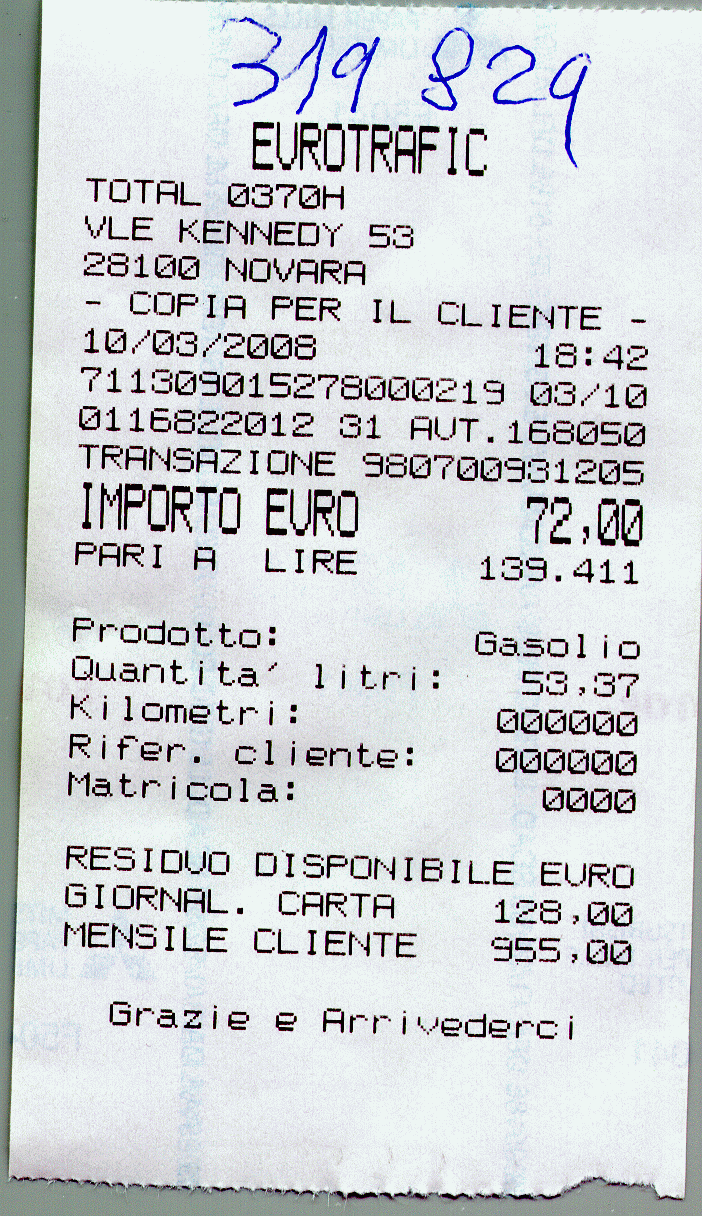 319 829
EUROTRAFIC
TOTAL 0370H
VLE KENNEDY 53
28100 NOVARA
- COPIA PER IL CLIENTE -
10/03/2008 18:42
711309015278000219 03/10
0116822012 31 AUT.168050
TRANSAZIONE 980700931205
IMPORTO EURO 72,00
PARI A LIRE 139.411
Prodotto: Gasolio
Quantita' litri: 53,37
Kilometri: 000000
Rifer. cliente: 000000
Matricola: 0000
RESIDUO DISPONIBILE EURO
GIORNAL. CARTA 128,00
MENSILE CLIENTE 955,00
Grazie e Arrivederci